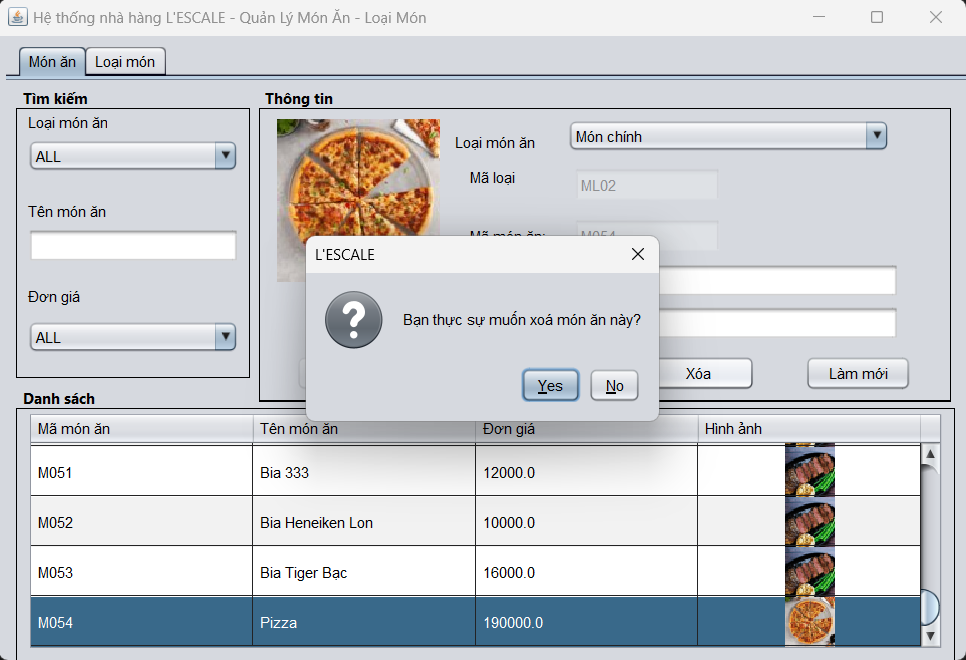 Hệ thống nhà hàng L'ESCALE - Quản Lý Món Ăn - Loại Món
Món ăn Loại món
Tìm kiếm
Loại món ăn
ALL
Tên món ăn
Đơn giá
ALL
Thông tin
Loại món ăn Món chính
Mã loại ML02
Mã món ăn: M054
L'ESCALE
Bạn thực sự muốn xoá món ăn này?
Yes No
Xóa Làm mới
Danh sách
Mã món ăn Tên món ăn Đơn giá Hình ảnh
M051 Bia 333 12000.0
M052 Bia Heneiken Lon 10000.0
M053 Bia Tiger Bạc 16000.0
M054 Pizza 190000.0